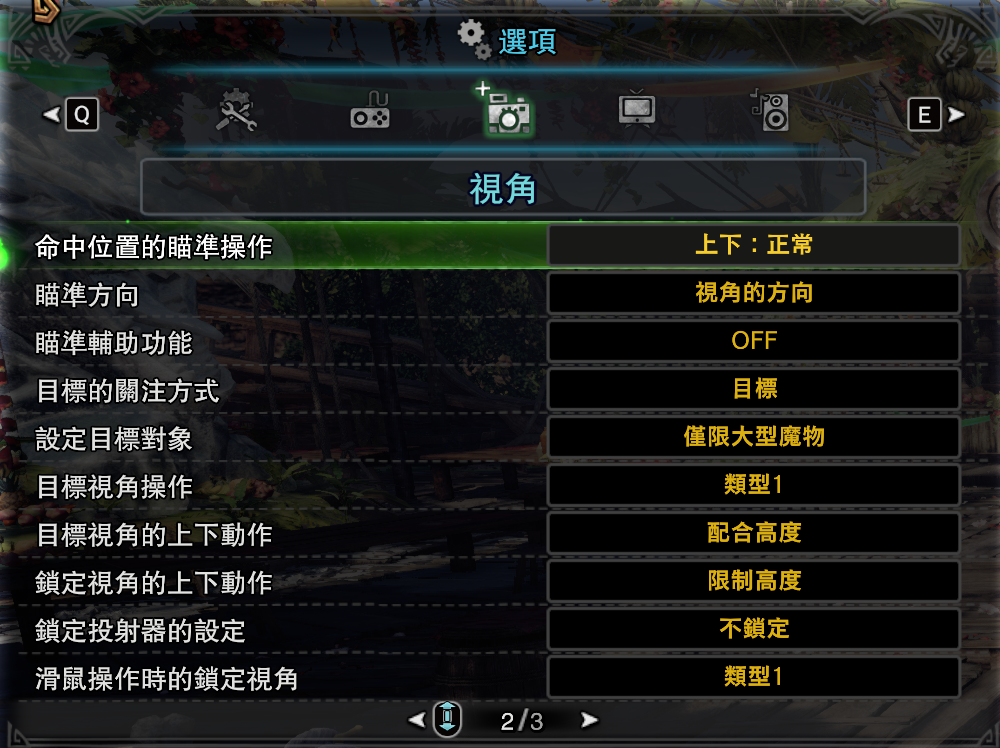 選項
Q
E
視角
命中位置的瞄準操作 上下：正常
瞄準方向 視角的方向
瞄準輔助功能 OFF
目標的關注方式 目標
設定目標對象 僅限大型魔物
目標視角操作 類型1
目標視角的上下動作 配合高度
鎖定視角的上下動作 限制高度
鎖定投射器的設定 不鎖定
滑鼠操作時的鎖定視角 類型1
2/3